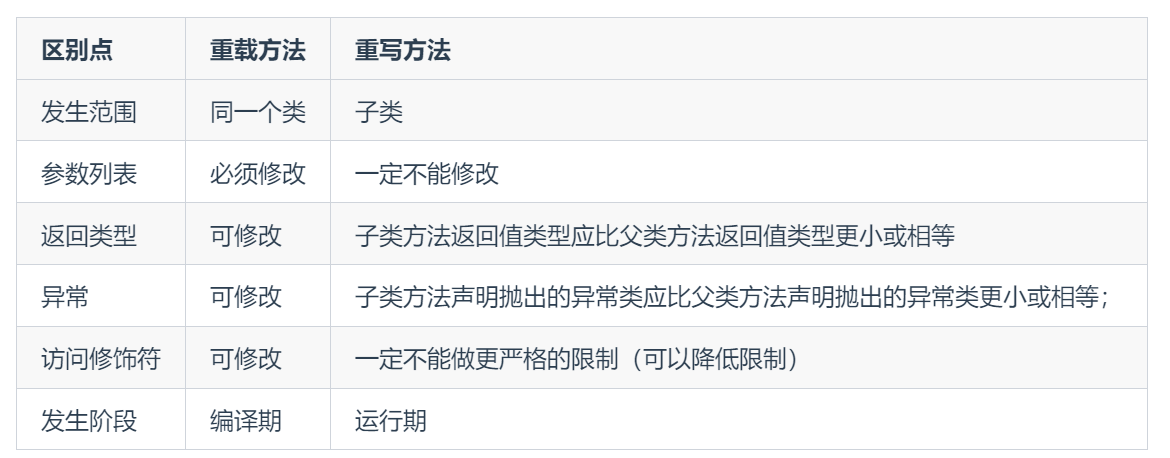 区别点 重载方法 重写方法
发生范围 同一个类 子类
参数列表 必须修改 一定不能修改
返回类型 可修改 子类方法返回值类型应比父类方法返回值类型更小或相等
异常 可修改 子类方法声明抛出的异常类应比父类方法声明抛出的异常类更小或相等；
访问修饰符 可修改 一定不能做更严格的限制（可以降低限制）
发生阶段 编译期 运行期